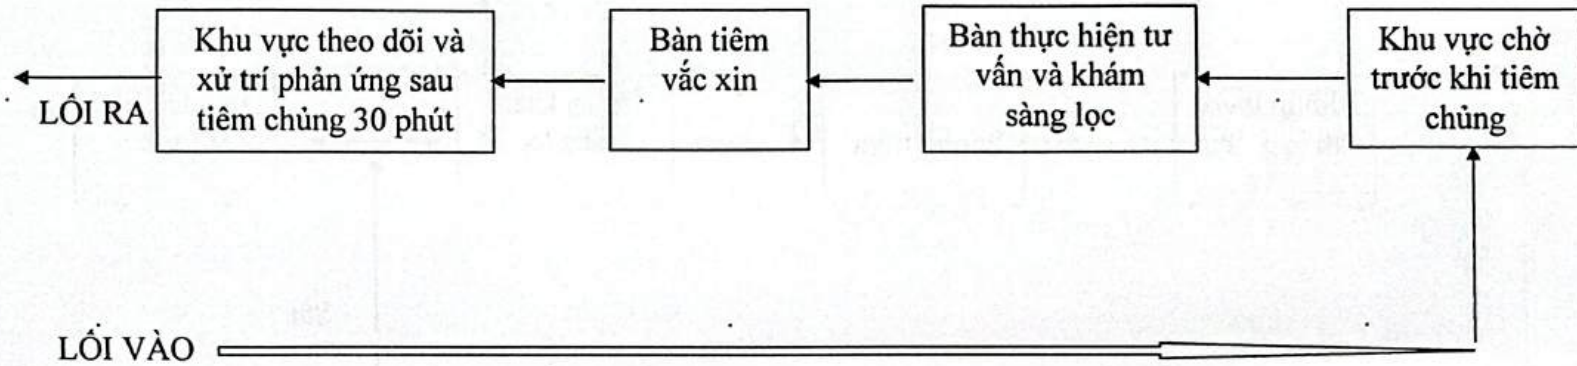 Khu vực theo dõi và
xử trí phản ứng sau
tiêm chủng 30 phút
Bàn tiêm
vắc xin
Bàn thực hiện tư
vấn và khám
sàng lọc
Khu vực chờ
trước khi tiêm
chủng
LỐI RA
LỐI VÀO